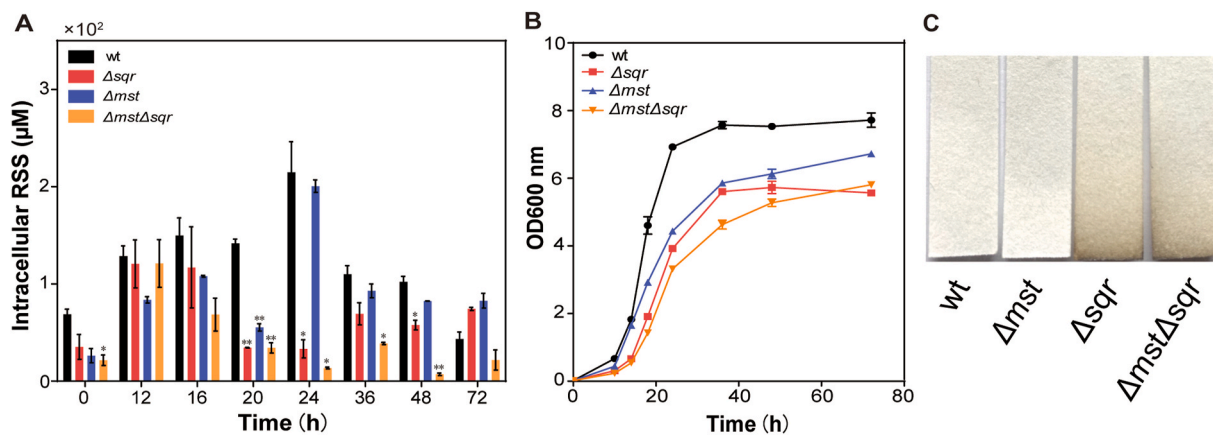 A
×10²
Intracellular RSS (μM)
3
2
1
0
wt
Δsqr
Δmst
ΔmstΔsqr
*
**
**
**
*
*
*
*
**
0 12 16 20 24 36 48 72
Time (h)
B
OD600 nm
10
8
6
4
2
0
wt
Δsqr
Δmst
ΔmstΔsqr
0 20 40 60 80
Time (h)
C
wt
Δmst
Δsqr
ΔmstΔsqr